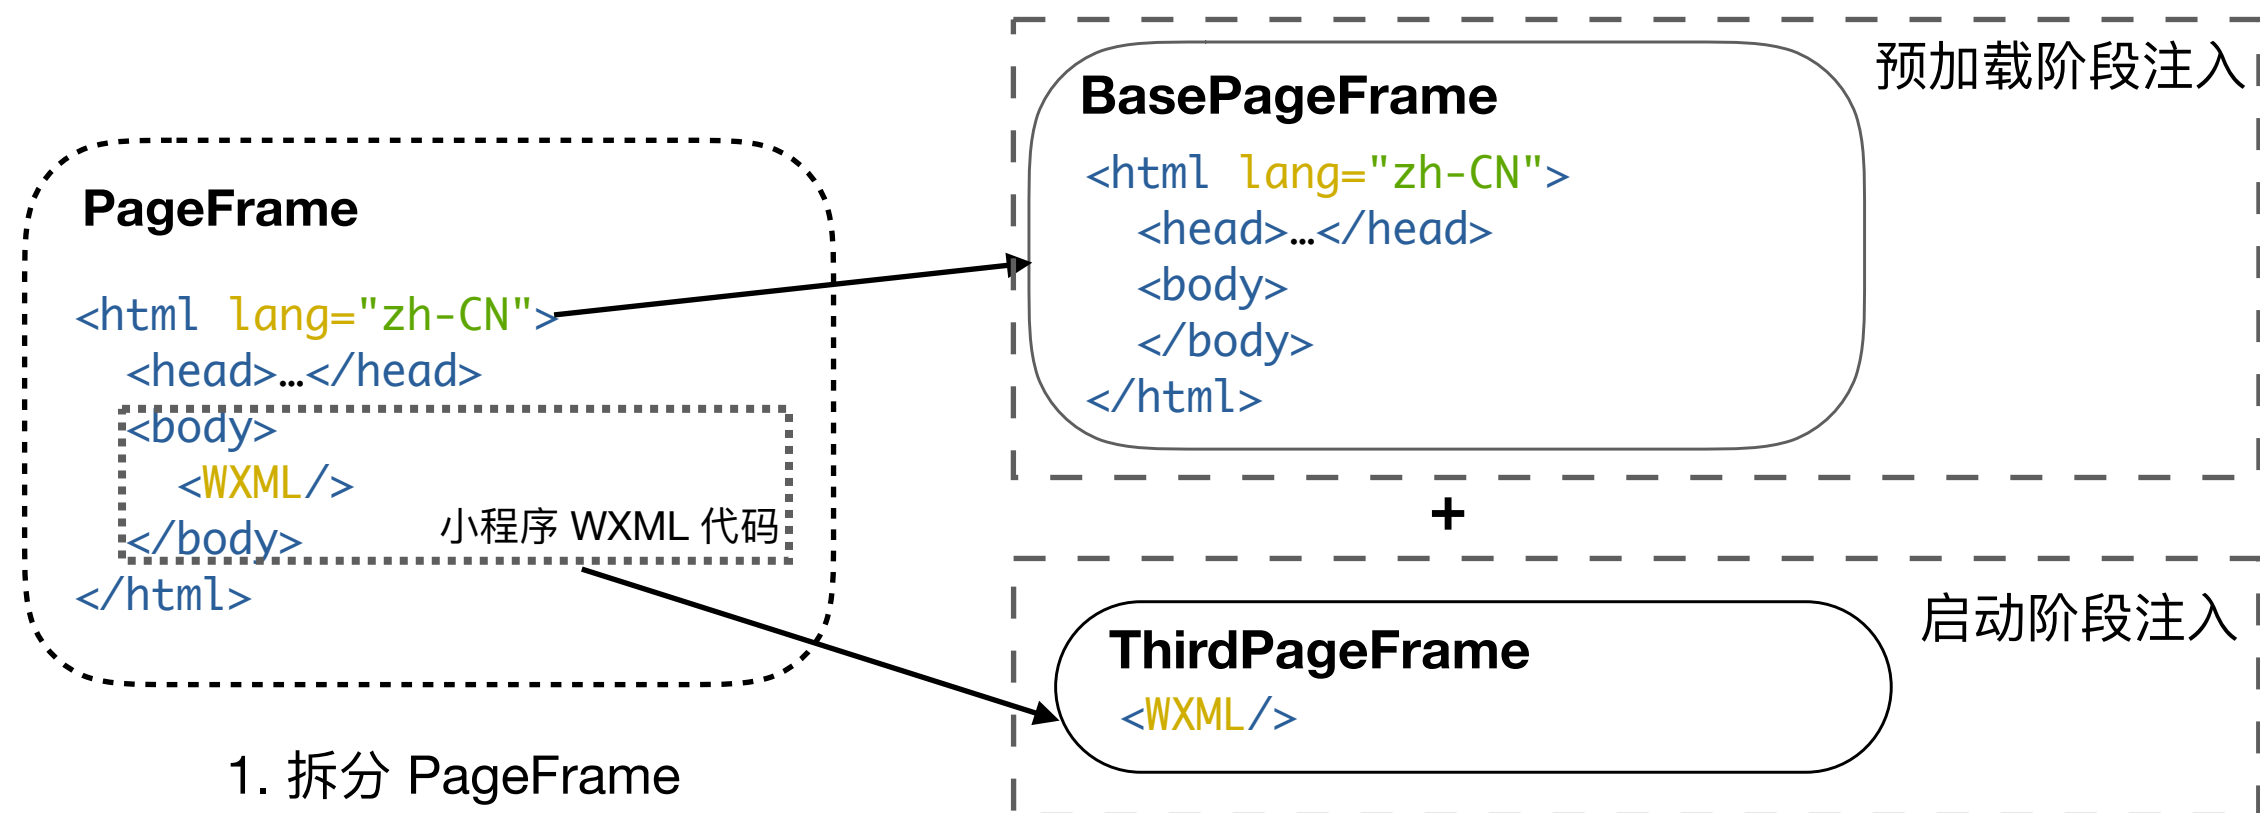 PageFrame
<html lang="zh-CN">
<head>…</head>
<body>
<WXML/>
小程序 WXML 代码
</body>
</html>
1. 拆分 PageFrame
预加载阶段注入
BasePageFrame
<html lang="zh-CN">
<head>…</head>
<body>
</body>
</html>
+
启动阶段注入
ThirdPageFrame
<WXML/>